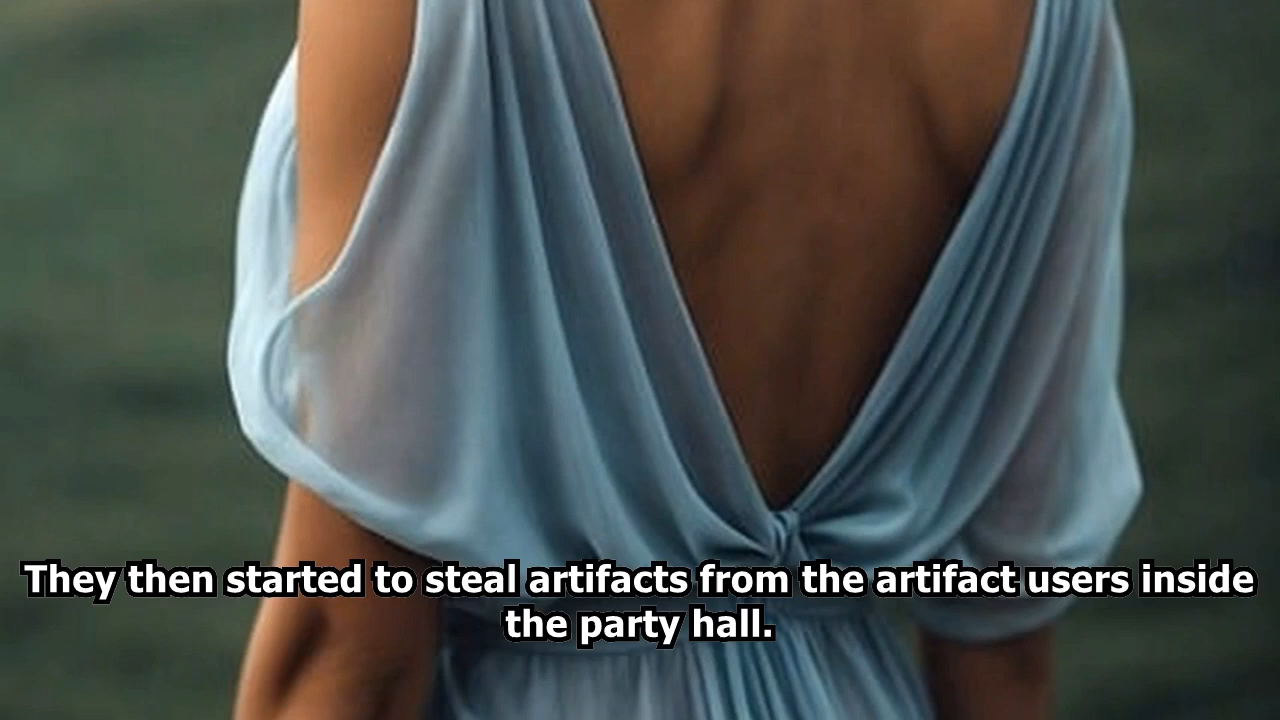 They then started to steal artifacts from the artifact users inside
the party hall.